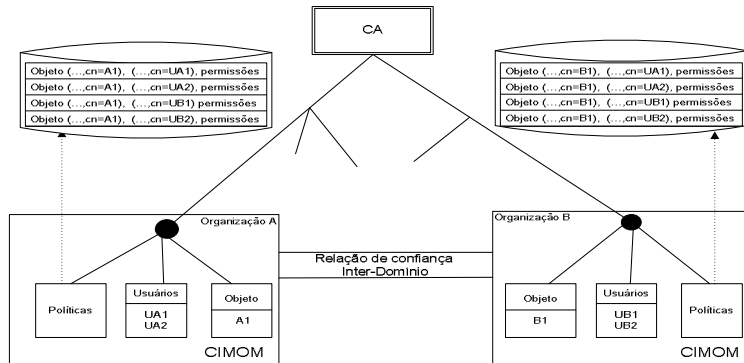 CA
Objeto (...,cn=A1), (...,cn=UA1), permissões
Objeto (...,cn=A1), (...,cn=UA2), permissões
Objeto (...,cn=A1), (...,cn=UB1) permissões
Objeto (...,cn=A1), (...,cn=UB2), permissões
Objeto (...,cn=B1), (...,cn=UA1), permissões
Objeto (...,cn=B1), (...,cn=UA2), permissões
Objeto (...,cn=B1), (...,cn=UB1) permissões
Objeto (...,cn=B1), (...,cn=UB2), permissões
Organização A
Políticas
Usuários
UA1
UA2
Objeto
A1
CIMOM
Relação de confiança
Inter-Dominio
Organização B
Objeto
B1
Usuários
UB1
UB2
Políticas
CIMOM